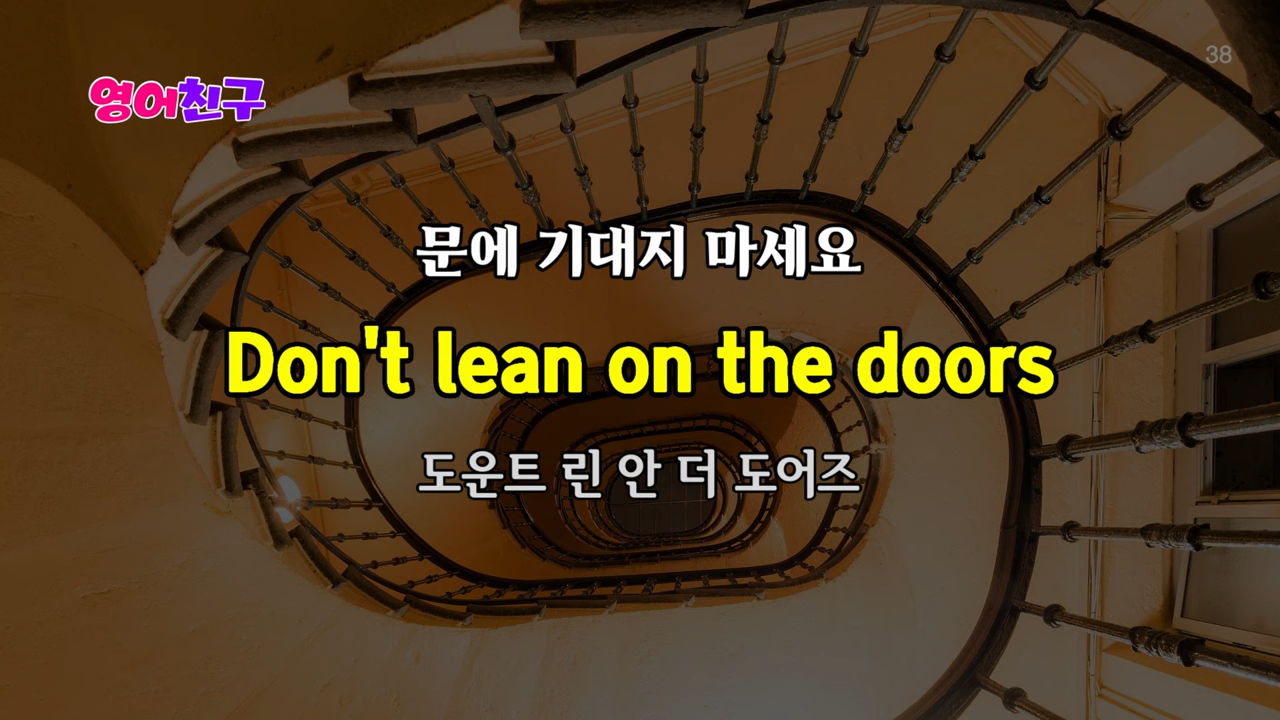 38
영어친구
문에 기대지 마세요
Don't lean on the doors
도운트 린 안 더 도어즈